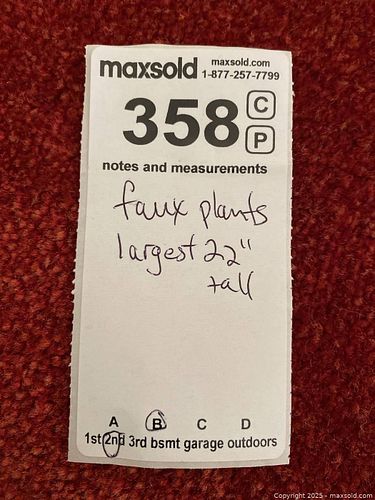 maxsold maxsold.com
1-877-257-7799
358 C
P
notes and measurements
faux plants
largest 22"
tall
A B C D
1st 2nd 3rd bsmt garage outdoors
Copyright 2025 - maxsold.com